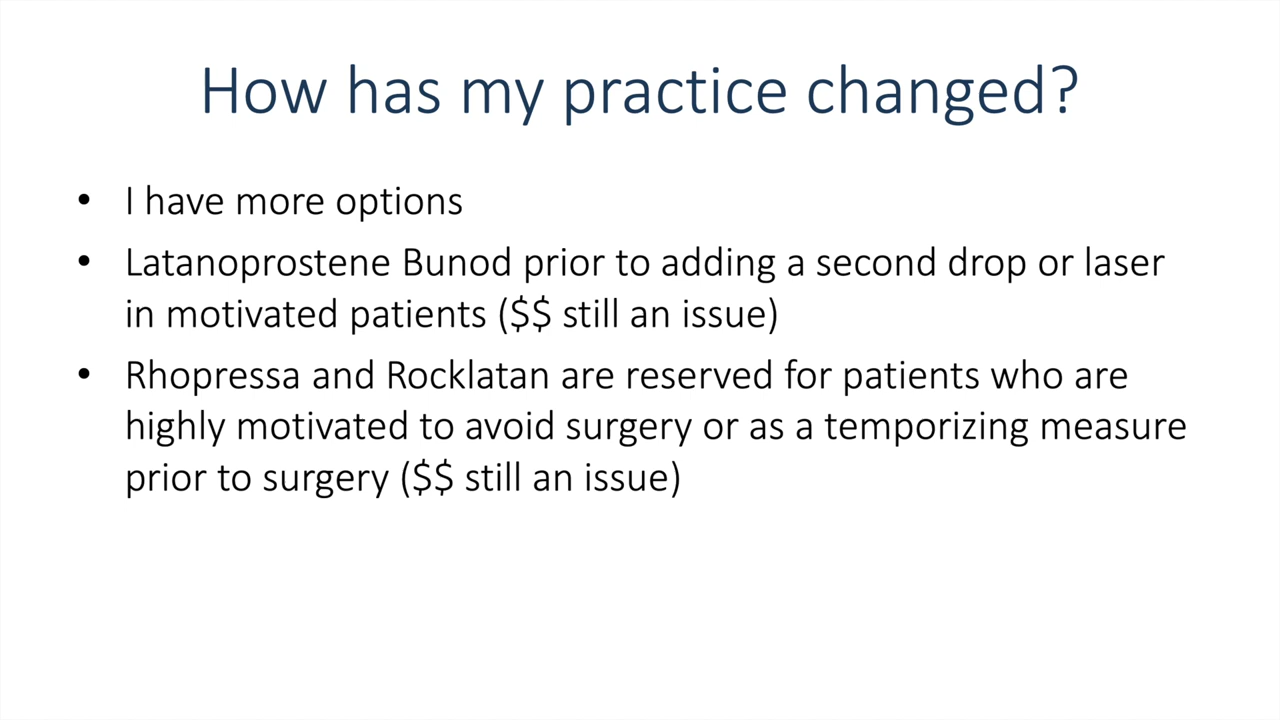 How has my practice changed?
• I have more options
• Latanoprostene Bunod prior to adding a second drop or laser
in motivated patients ($$ still an issue)
• Rhopressa and Rocklatan are reserved for patients who are
highly motivated to avoid surgery or as a temporizing measure
prior to surgery ($$ still an issue)